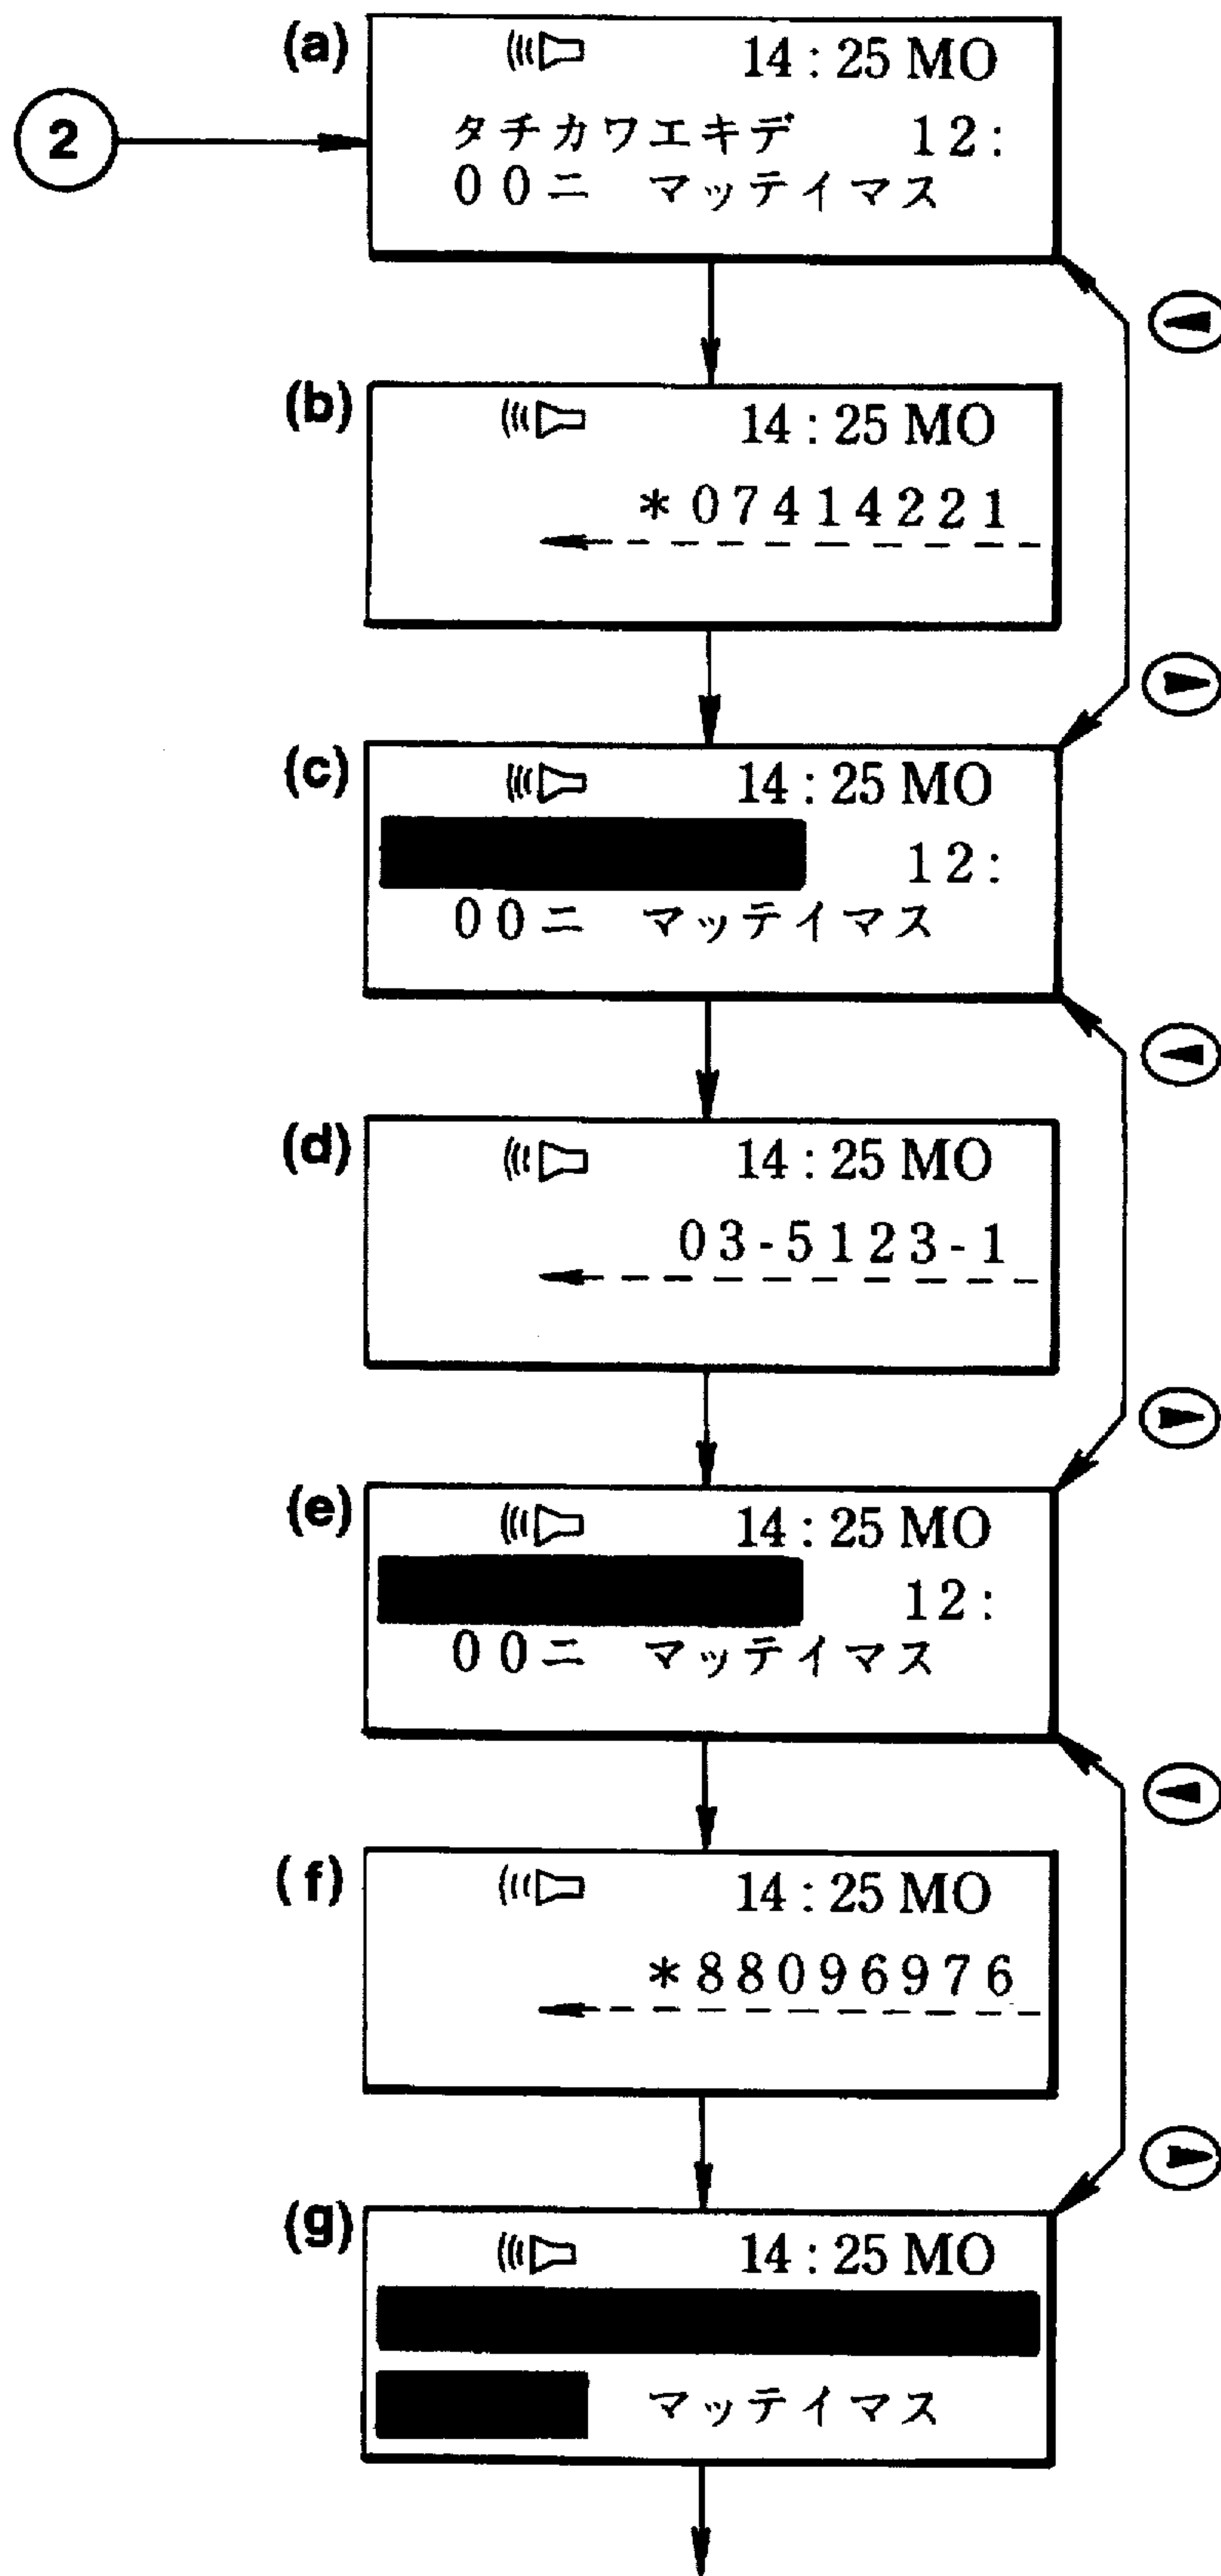 (a)
14 : 25 MO
2
タチカワエキデ 12:
00ニ マッテイマス
(b)
14 : 25 MO
*07414221
(c)
14 : 25 MO
12:
00ニ マッテイマス
(d)
14 : 25 MO
03-5123-1
(e)
14 : 25 MO
12:
00ニ マッテイマス
(f)
14 : 25 MO
*88096976
(g)
14 : 25 MO
マッテイマス